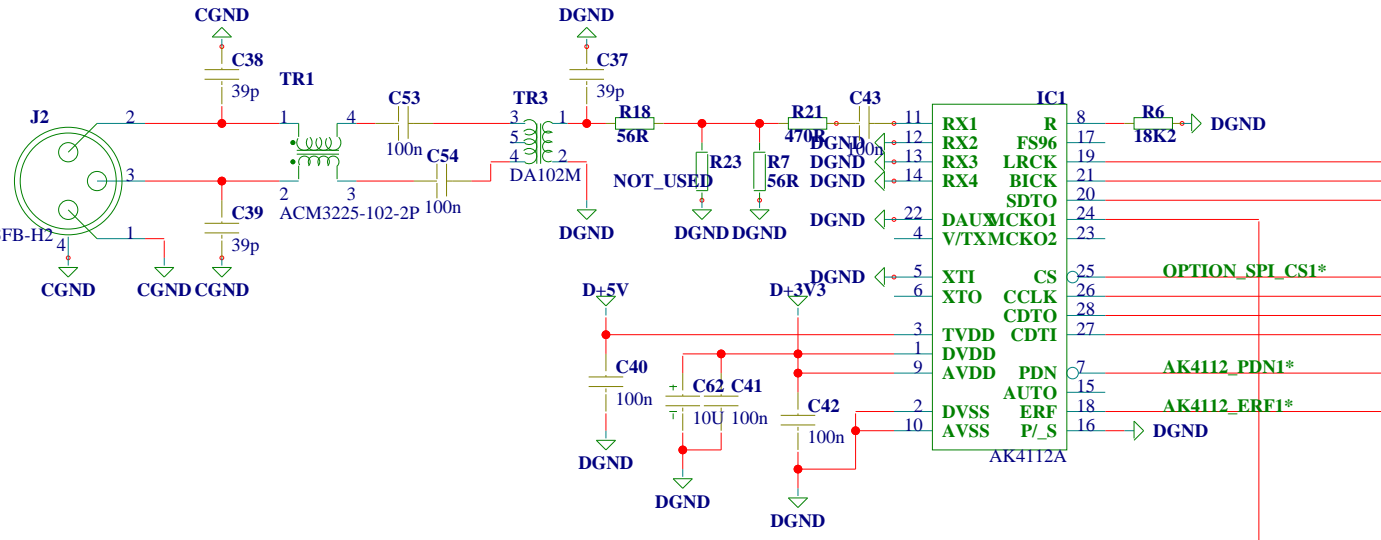 CGND
DGND
C38
39p
C37
39p
TR1
J2
2
1
4
C53
100n
TR3
3
1
5
4
2
DA102M
R18
56R
R21
470R
C43
100n
IC1
11
RX1
R
8
R6
18K2
DGND
DGND
12
RX2
FS96
17
DGND
13
RX3
LRCK
19
DGND
14
RX4
BICK
21
SDTO
20
3
2
3
C54
100n
ACM3225-102-2P
R23
NOT_USED
R7
56R
C39
39p
1
4
FB-H2
CGND
CGND
CGND
DGND
DGND
DGND
DGND
22
DAUX
MCKO1
24
4
V/TX
MCKO2
23
DGND
5
XTI
CS
25
OPTION_SPI_CS1*
6
XTO
CCLK
26
CDTO
28
D+5V
D+3V3
3
TVDD
CDTI
27
1
DVDD
9
AVDD
PDN
7
AK4112_PDN1*
AUTO
15
2
DVSS
ERF
18
AK4112_ERF1*
10
AVSS
P/_S
16
DGND
AK4112A
C40
100n
+
C62
10U
C41
100n
C42
100n
DGND
DGND
DGND